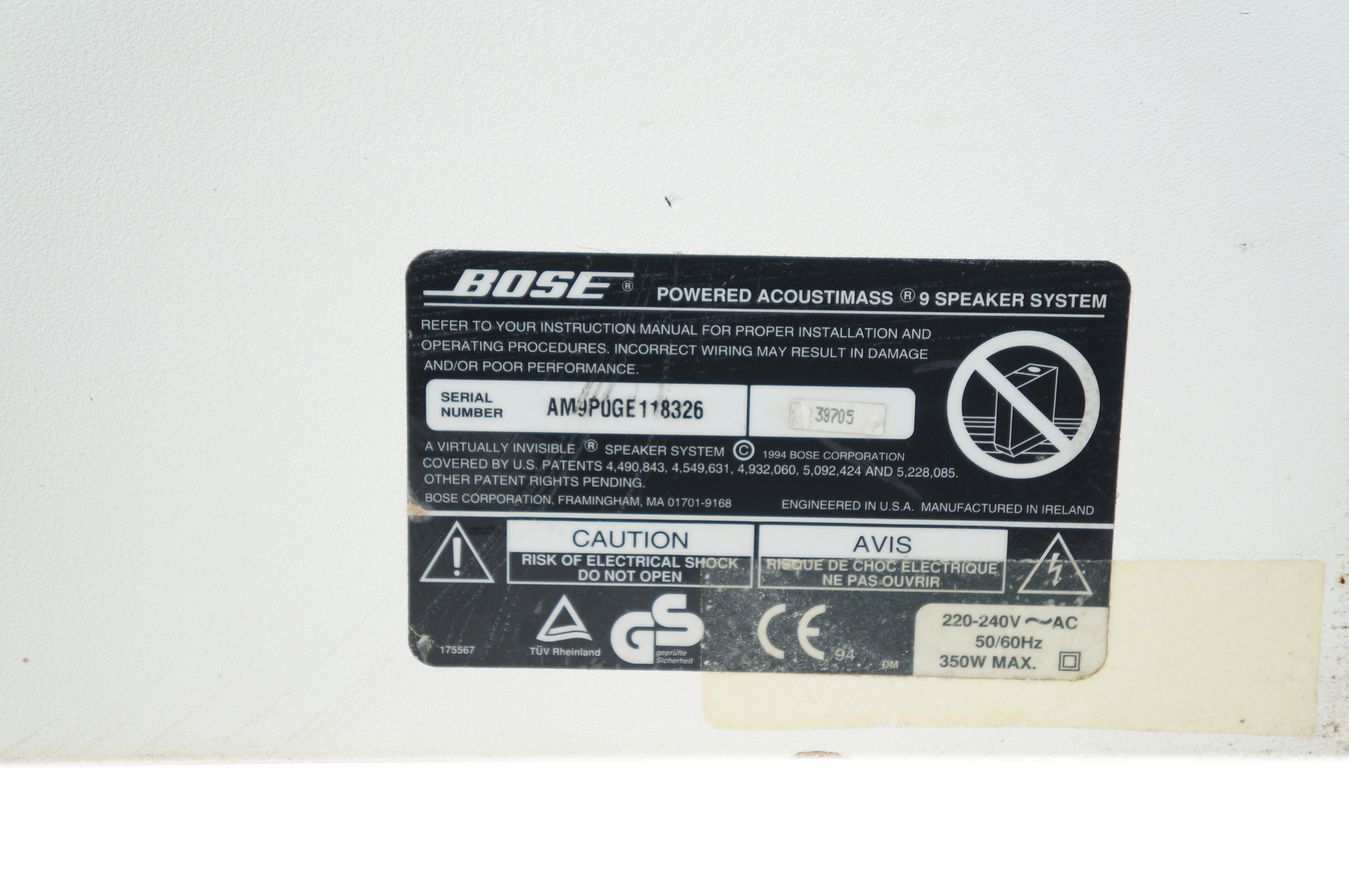 BOSE ®
POWERED ACOUSTIMASS ® 9 SPEAKER SYSTEM
REFER TO YOUR INSTRUCTION MANUAL FOR PROPER INSTALLATION AND
OPERATING PROCEDURES. INCORRECT WIRING MAY RESULT IN DAMAGE
AND/OR POOR PERFORMANCE.
SERIAL
NUMBER
AM9P0GE118326
39705
A VIRTUALLY INVISIBLE ® SPEAKER SYSTEM © 1994 BOSE CORPORATION
COVERED BY U.S. PATENTS 4,490,843, 4,549,631, 4,932,060, 5,092,424 AND 5,228,085.
OTHER PATENT RIGHTS PENDING.
BOSE CORPORATION, FRAMINGHAM, MA 01701-9168 ENGINEERED IN U.S.A. MANUFACTURED IN IRELAND
CAUTION
RISK OF ELECTRICAL SHOCK
DO NOT OPEN
AVIS
RISQUE DE CHOC ELECTRIQUE
NE PAS OUVRIR
175567
TÜV Rheinland
GS
geprüfte
Sicherheit
CE 94
DM
220-240V ~ AC
50/60Hz
350W MAX.